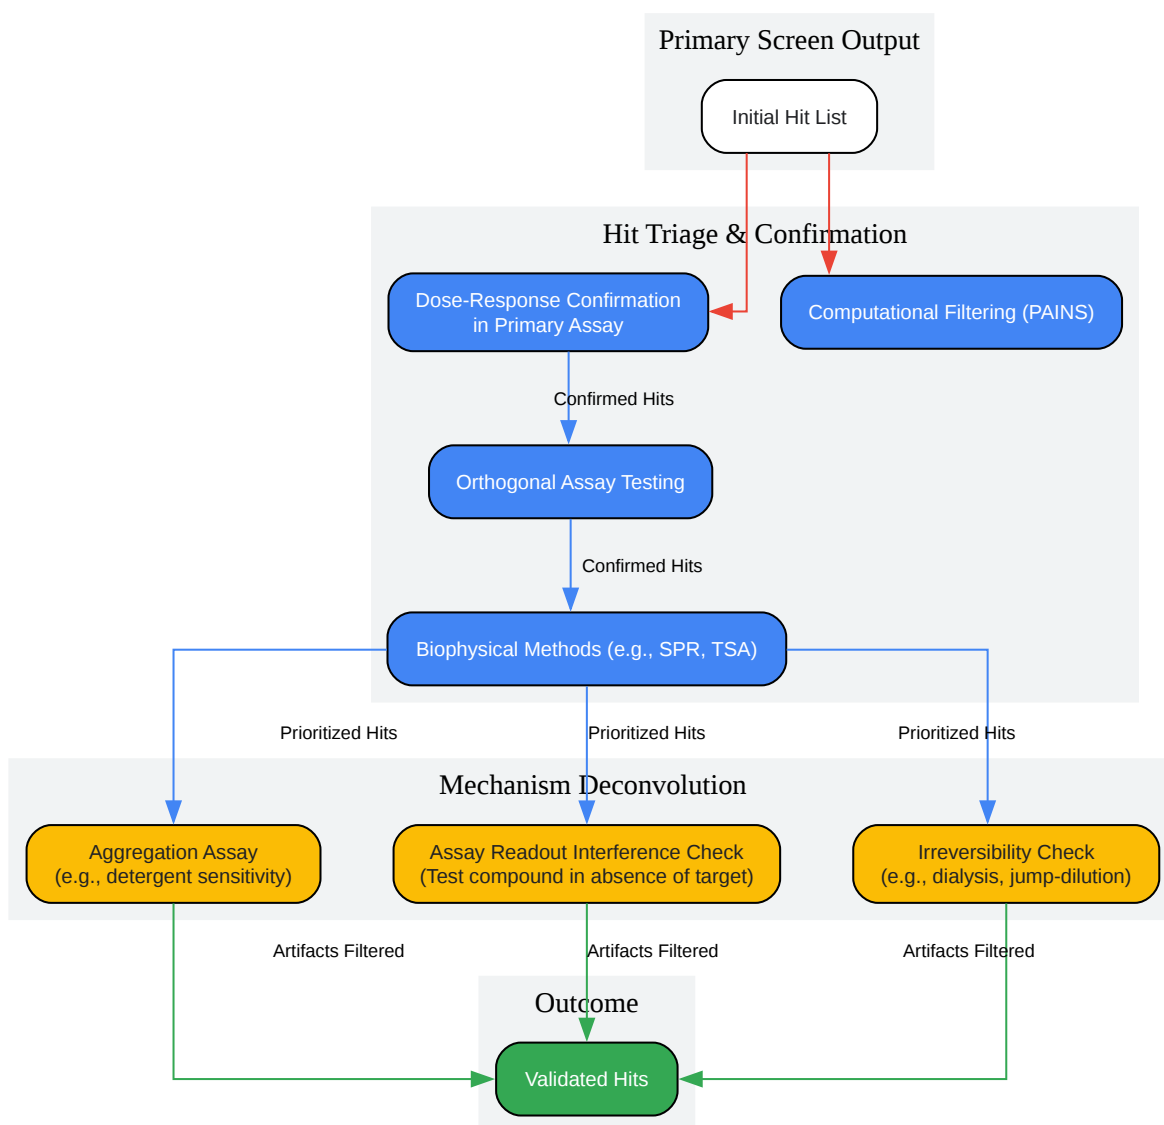 Primary Screen Output
Initial Hit List
Hit Triage & Confirmation
Dose-Response Confirmation
in Primary Assay
Computational Filtering (PAINS)
Confirmed Hits
Orthogonal Assay Testing
Confirmed Hits
Biophysical Methods (e.g., SPR, TSA)
Prioritized Hits
Prioritized Hits
Prioritized Hits
Mechanism Deconvolution
Aggregation Assay
(e.g., detergent sensitivity)
Assay Readout Interference Check
(Test compound in absence of target)
Irreversibility Check
(e.g., dialysis, jump-dilution)
Artifacts Filtered
Artifacts Filtered
Artifacts Filtered
Outcome
Validated Hits